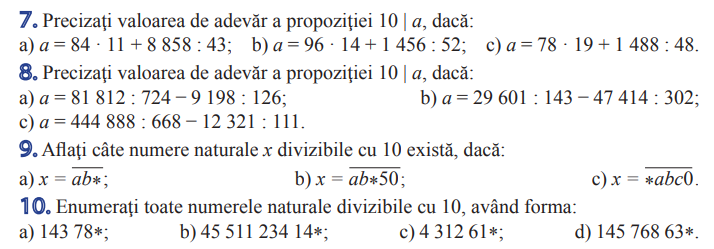 7. Precizați valoarea de adevăr a propoziției 10 | a, dacă:
a) a = 84 · 11 + 8 858 : 43; b) a = 96 · 14 + 1 456 : 52; c) a = 78 · 19 + 1 488 : 48.
8. Precizați valoarea de adevăr a propoziției 10 | a, dacă:
a) a = 81 812 : 724 − 9 198 : 126; b) a = 29 601 : 143 − 47 414 : 302;
c) a = 444 888 : 668 − 12 321 : 111.
9. Aflați câte numere naturale x divizibile cu 10 există, dacă:
a) x = \overline{ab∗}; b) x = \overline{ab∗50}; c) x = \overline{∗abc0}.
10. Enumerați toate numerele naturale divizibile cu 10, având forma:
a) 143 78∗; b) 45 511 234 14∗; c) 4 312 61∗; d) 145 768 63∗.